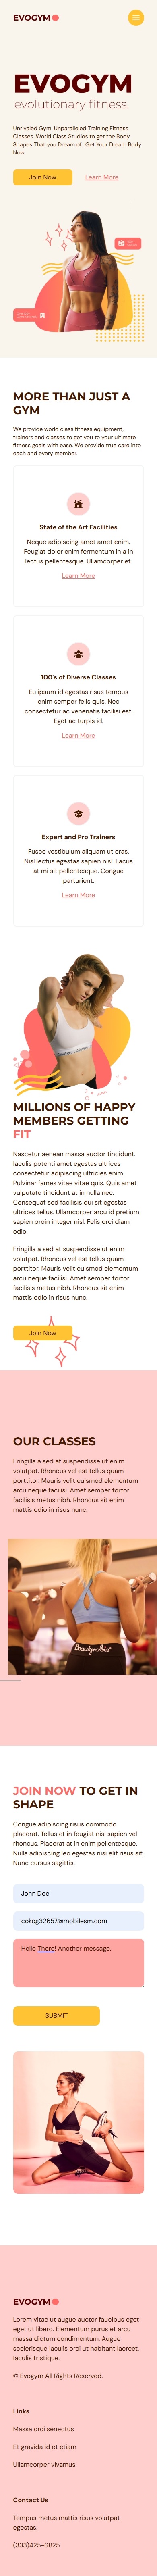 EVOGYM
EVOGYM
evolutionary fitness.
Unrivaled Gym. Unparalleled Training Fitness
Classes. World Class Studios to get the Body
Shapes That you Dream of.. Get Your Dream Body
Now.
Join Now
Learn More
MORE THAN JUST A
GYM
We provide world class fitness equipment,
trainers and classes to get you to your ultimate
fitness goals with ease. We provide true care into
each and every member.
State of the Art Facilities
Neque adipiscing amet amet enim.
Feugiat dolor enim fermentum in a in
lectus pellentesque. Ullamcorper et.
Learn More
100's of Diverse Classes
Eu ipsum id egestas risus tempus
enim semper felis quis. Nec
consectetur ac venenatis facilisi est.
Eget ac turpis id.
Learn More
Expert and Pro Trainers
Fusce vestibulum aliquam ut cras.
Nisl lectus egestas sapien nisl. Lacus
at mi sit pellentesque. Congue
parturient.
Learn More
MILLIONS OF HAPPY
MEMBERS GETTING
FIT
Nascetur aenean massa auctor tincidunt.
Iaculis potenti amet egestas ultrices
consectetur adipiscing ultricies enim.
Pulvinar fames vitae vitae quis. Quis amet
vulputate tincidunt at in nulla nec.
Consequat sed facilisis dui sit egestas
ultrices tellus. Ullamcorper arcu id pretium
sapien proin integer nisl. Felis orci diam
odio.
Fringilla a sed at suspendisse ut enim
volutpat. Rhoncus vel est tellus quam
porttitor. Mauris velit euismod elementum
arcu neque facilisi. Amet semper tortor
facilisis metus nibh. Rhoncus sit enim
mattis odio in risus nunc.
Join Now
OUR CLASSES
Fringilla a sed at suspendisse ut enim
volutpat. Rhoncus vel est tellus quam
porttitor. Mauris velit euismod elementum
arcu neque facilisi. Amet semper tortor
facilisis metus nibh. Rhoncus sit enim
mattis odio in risus nunc.
JOIN NOW TO GET IN
SHAPE
Congue adipiscing risus commodo
placerat. Tellus et in feugiat nisl sapien vel
rhoncus. Placerat at in enim pellentesque.
Nulla adipiscing leo egestas nisi elit risus sit.
Nunc cursus sagittis.
John Doe
cokog32657@mobilesm.com
Hello There! Another message.
SUBMIT
EVOGYM
Lorem vitae ut augue auctor faucibus eget
eget ut libero. Elementum purus et arcu
massa dictum condimentum. Augue
scelerisque iaculis orci ut habitant laoreet.
Iaculis tristique.
© Evogym All Rights Reserved.
Links
Massa orci senectus
Et gravida id et etiam
Ullamcorper vivamus
Contact Us
Tempus metus mattis risus volutpat
egestas.
(333)425-6825